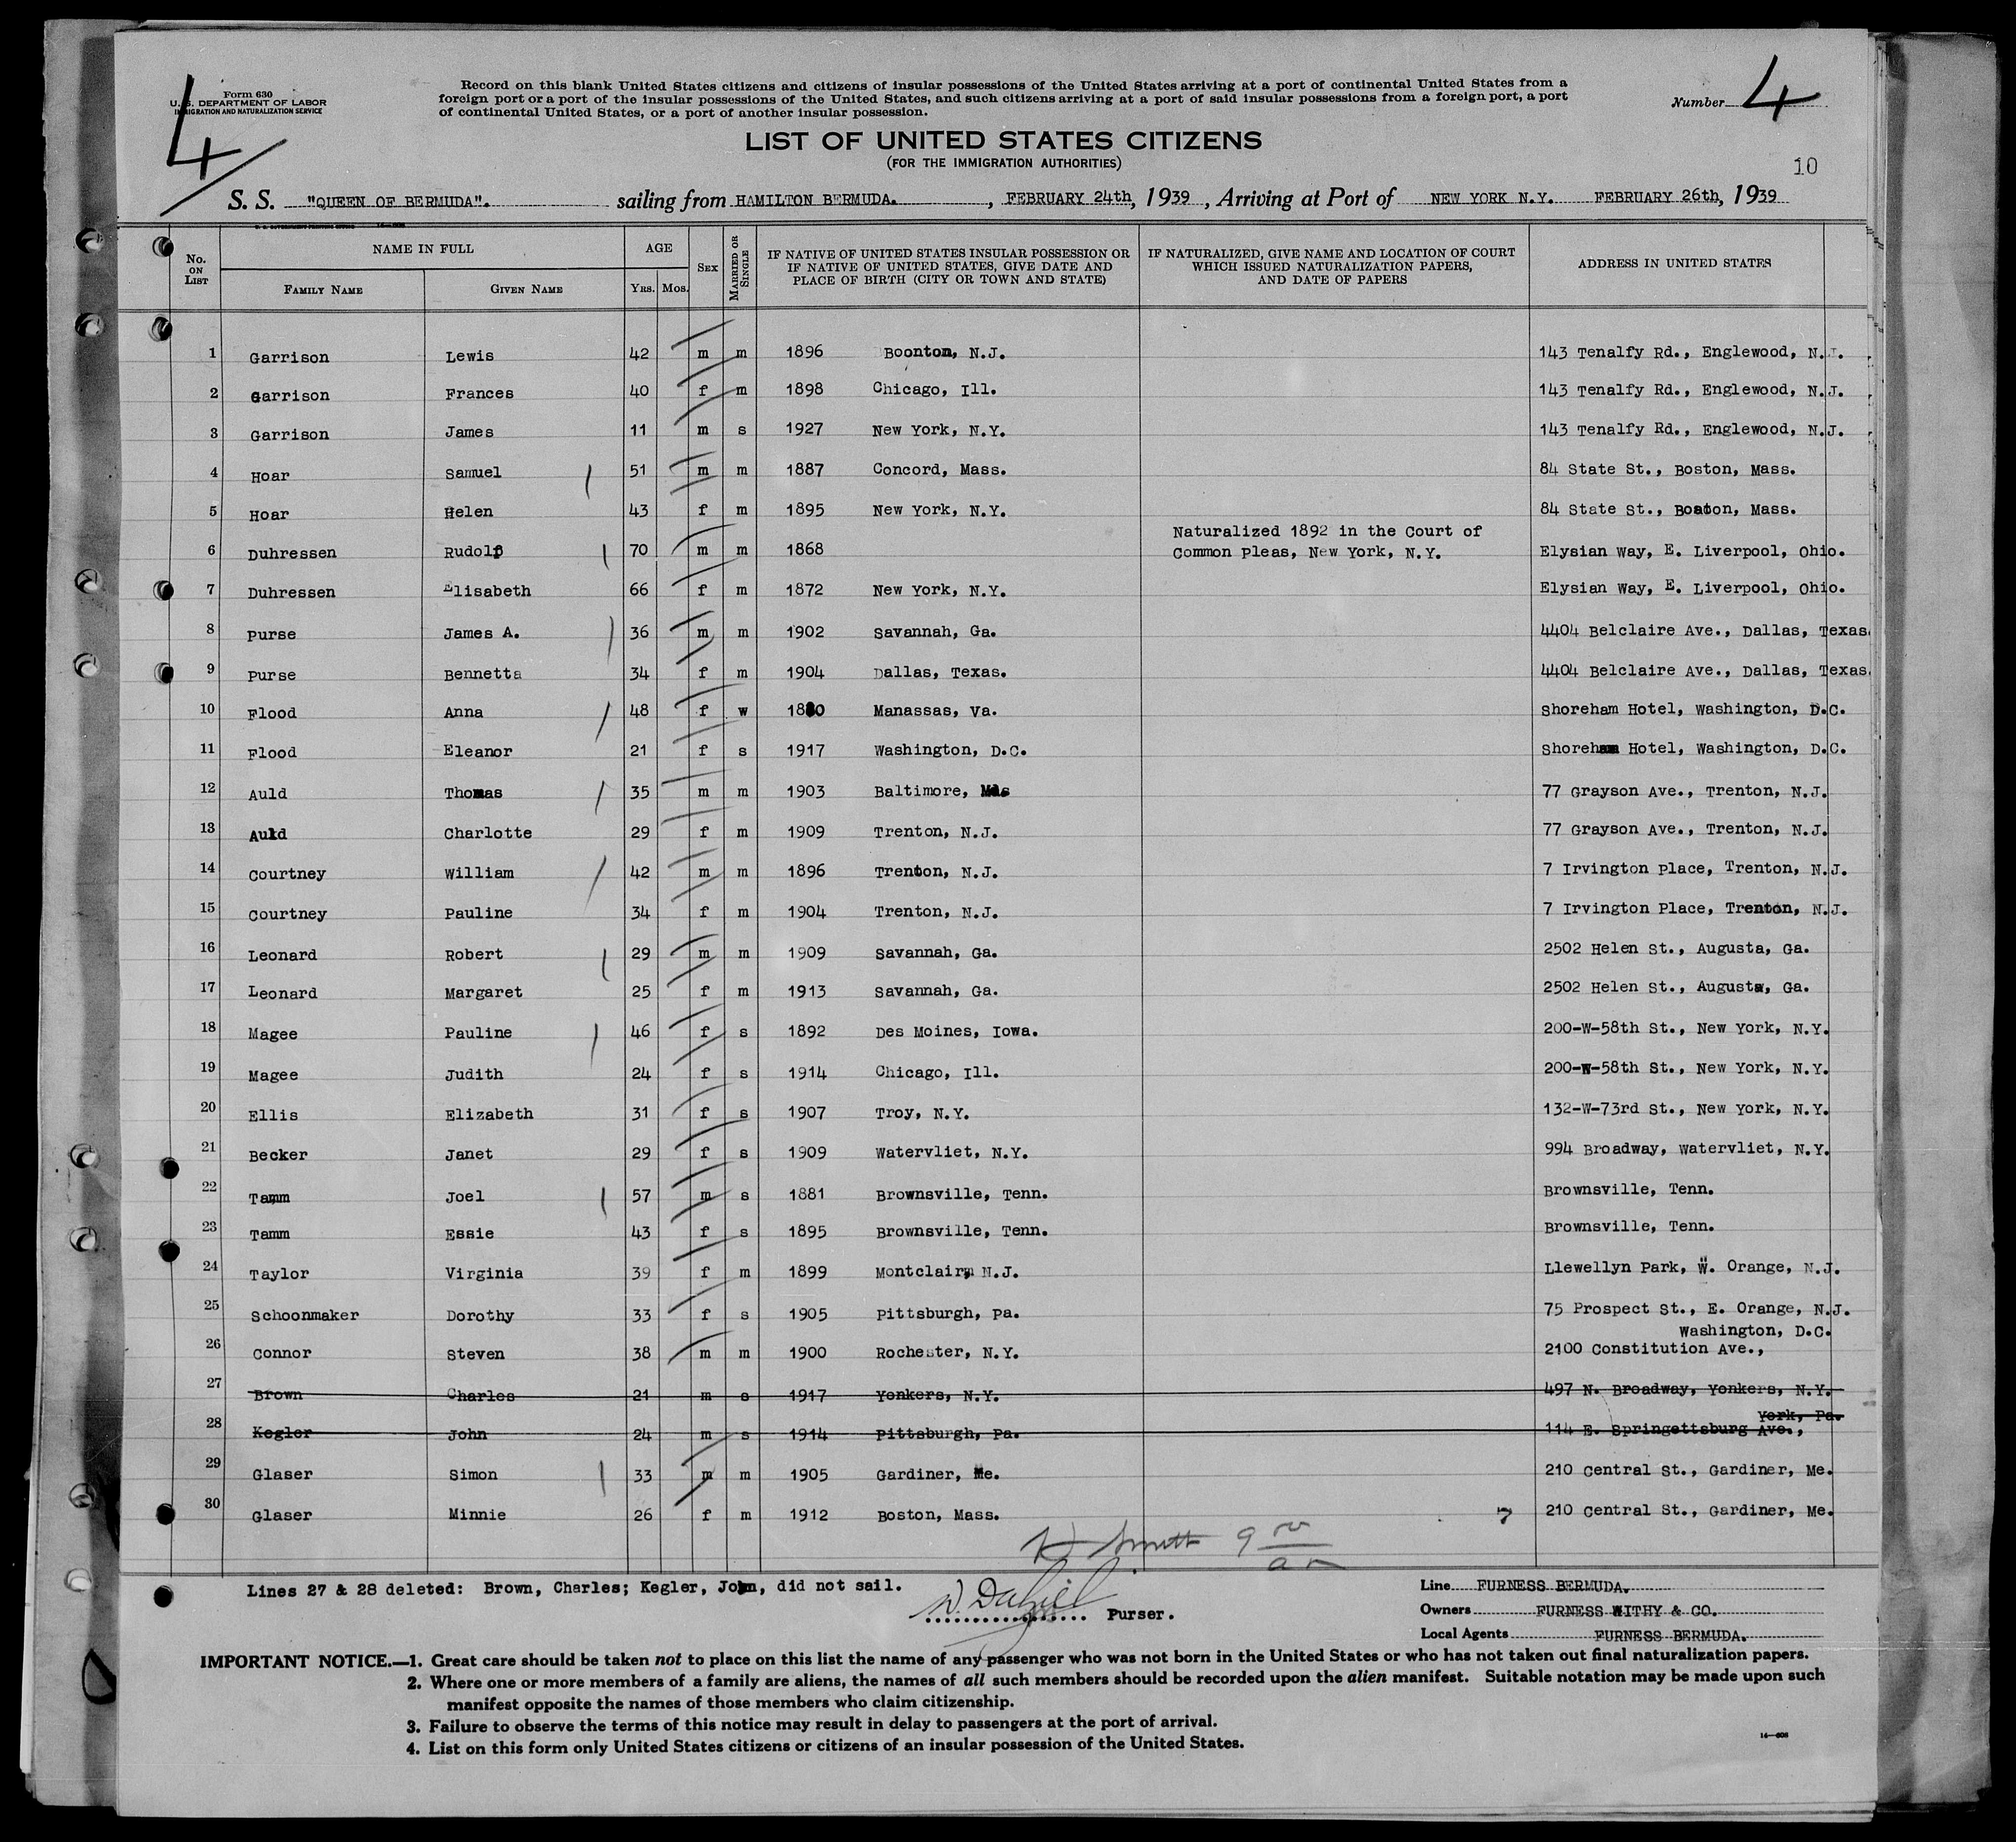 4
Form 630
U. S. DEPARTMENT OF LABOR
IMMIGRATION AND NATURALIZATION SERVICE
Record on this blank United States citizens and citizens of insular possessions of the United States arriving at a port of continental United States from a
foreign port or a port of the insular possessions of the United States, and such citizens arriving at a port of said insular possessions from a foreign port, a port
of continental United States, or a port of another insular possession.
Number 4
LIST OF UNITED STATES CITIZENS
(FOR THE IMMIGRATION AUTHORITIES)
10
S. S. "QUEEN OF BERMUDA". sailing from HAMILTON BERMUDA. , FEBRUARY 24th, 1939 , Arriving at Port of NEW YORK N.Y. FEBRUARY 26th, 1939
No. ON LIST NAME IN FULL FAMILY NAME GIVEN NAME AGE YRS. MOS. SEX MARRIED OR SINGLE IF NATIVE OF UNITED STATES INSULAR POSSESSION OR IF NATIVE OF UNITED STATES, GIVE DATE AND PLACE OF BIRTH (CITY OR TOWN AND STATE) IF NATURALIZED, GIVE NAME AND LOCATION OF COURT WHICH ISSUED NATURALIZATION PAPERS, AND DATE OF PAPERS ADDRESS IN UNITED STATES
1 Garrison Lewis 42 m m 1896 Boonton, N.J. 143 Tenalfy Rd., Englewood, N.J.
2 Garrison Frances 40 f m 1898 Chicago, Ill. 143 Tenalfy Rd., Englewood, N.J.
3 Garrison James 11 m s 1927 New York, N.Y. 143 Tenalfy Rd., Englewood, N.J.
4 Hoar Samuel 51 m m 1887 Concord, Mass. 84 State St., Boston, Mass.
5 Hoar Helen 43 f m 1895 New York, N.Y. 84 State St., Boston, Mass.
6 Duhressen Rudolf 70 m m 1868 Naturalized 1892 in the Court of Common Pleas, New York, N.Y. Elysian Way, E. Liverpool, Ohio.
7 Duhressen Elisabeth 66 f m 1872 New York, N.Y. Elysian Way, E. Liverpool, Ohio.
8 Purse James A. 36 m m 1902 Savannah, Ga. 4404 Belclaire Ave., Dallas, Texas.
9 Purse Bennetta 34 f m 1904 Dallas, Texas. 4404 Belclaire Ave., Dallas, Texas.
10 Flood Anna 48 f w Manassas, Va. Shoreham Hotel, Washington, D.C.
11 Flood Eleanor 21 f s 1917 Washington, D.C. Shoreham Hotel, Washington, D.C.
12 Auld Thomas 35 m m 1903 Baltimore, 77 Grayson Ave., Trenton, N.J.
13 Auld Charlotte 29 f m 1909 Trenton, N.J. 77 Grayson Ave., Trenton, N.J.
14 Courtney William 42 m m 1896 Trenton, N.J. 7 Irvington Place, Trenton, N.J.
15 Courtney Pauline 34 f m 1904 Trenton, N.J. 7 Irvington Place, Trenton, N.J.
16 Leonard Robert 29 m m 1909 Savannah, Ga. 2502 Helen St., Augusta, Ga.
17 Leonard Margaret 25 f m 1913 Savannah, Ga. 2502 Helen St., Augusta, Ga.
18 Magee Pauline 46 f s 1892 Des Moines, Iowa. 200-W-58th St., New York, N.Y.
19 Magee Judith 24 f s 1914 Chicago, Ill. 200-W-58th St., New York, N.Y.
20 Ellis Elizabeth 31 f s 1907 Troy, N.Y. 132-W-73rd St., New York, N.Y.
21 Becker Janet 29 f s 1909 Watervliet, N.Y. 994 Broadway, Watervliet, N.Y.
22 Tamm Joel 57 m s 1881 Brownsville, Tenn. Brownsville, Tenn.
23 Tamm Essie 43 f s 1895 Brownsville, Tenn. Brownsville, Tenn.
24 Taylor Virginia 39 f m 1899 Montclair, N.J. Llewellyn Park, W. Orange, N.J.
25 Schoonmaker Dorothy 33 f s 1905 Pittsburgh, Pa. 75 Prospect St., E. Orange, N.J.
Washington, D.C.
26 Connor Steven 38 m m 1900 Rochester, N.Y. 2100 Constitution Ave.,
27 Brown Charles 21 m s 1917 Yonkers, N.Y. 497 N. Broadway, Yonkers, N.Y.
York, Pa.
28 Kegler John 24 m s 1914 Pittsburgh, Pa. 114 E. Springettsburg Ave.,
29 Glaser Simon 33 m m 1905 Gardiner, Me. 210 Central St., Gardiner, Me.
30 Glaser Minnie 26 f m 1912 Boston, Mass. 7 210 Central St., Gardiner, Me.
Lines 27 & 28 deleted: Brown, Charles; Kegler, John, did not sail.
Purser.
Line FURNESS BERMUDA.
Owners FURNESS WITHY & CO.
Local Agents FURNESS BERMUDA.
IMPORTANT NOTICE.—1. Great care should be taken not to place on this list the name of any passenger who was not born in the United States or who has not taken out final naturalization papers.
2. Where one or more members of a family are aliens, the names of all such members should be recorded upon the alien manifest. Suitable notation may be made upon such
manifest opposite the names of those members who claim citizenship.
3. Failure to observe the terms of this notice may result in delay to passengers at the port of arrival.
4. List on this form only United States citizens or citizens of an insular possession of the United States.